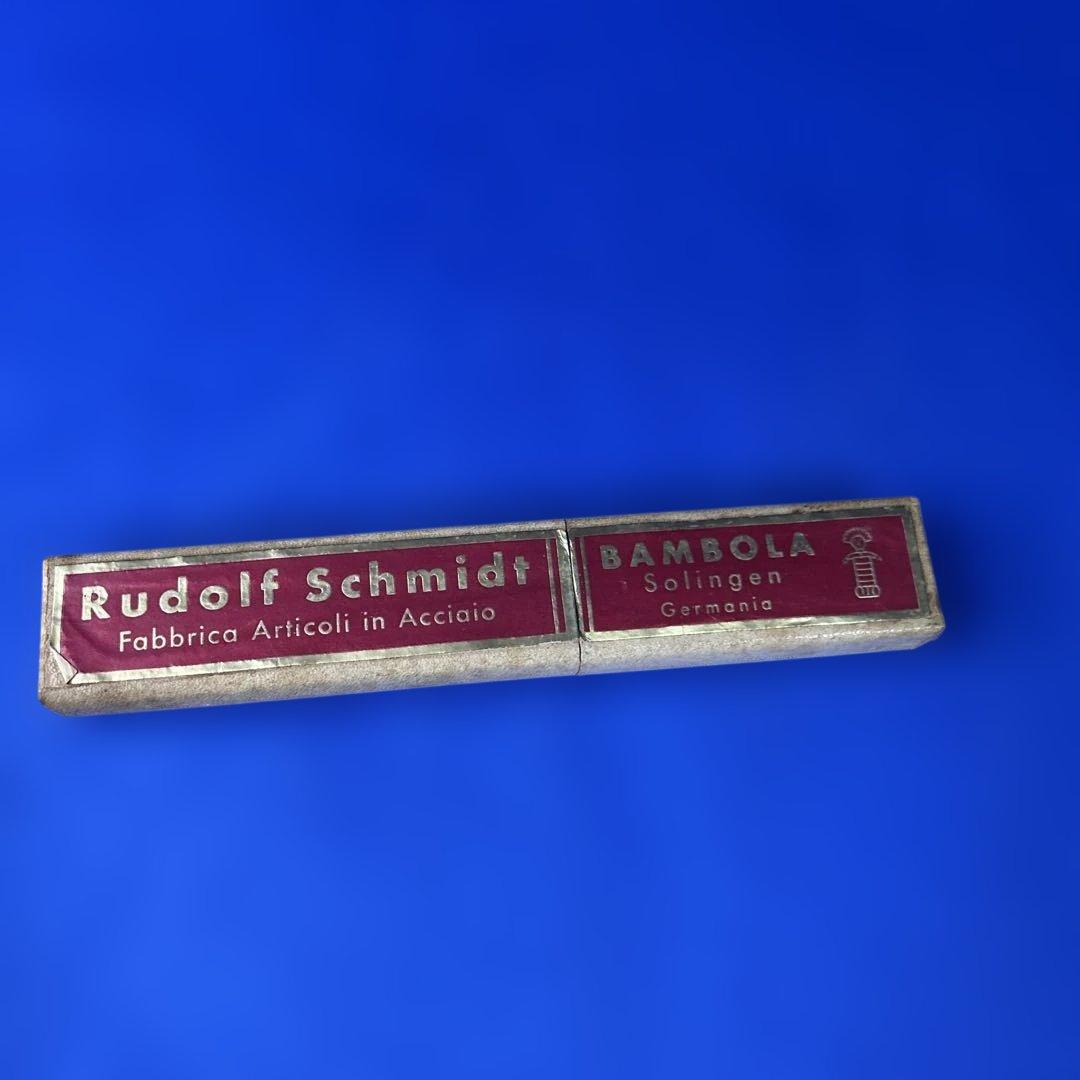 Rudolf Schmidt
Fabbrica Articoli in Acciaio
BAMBOLA
Solingen
Germania